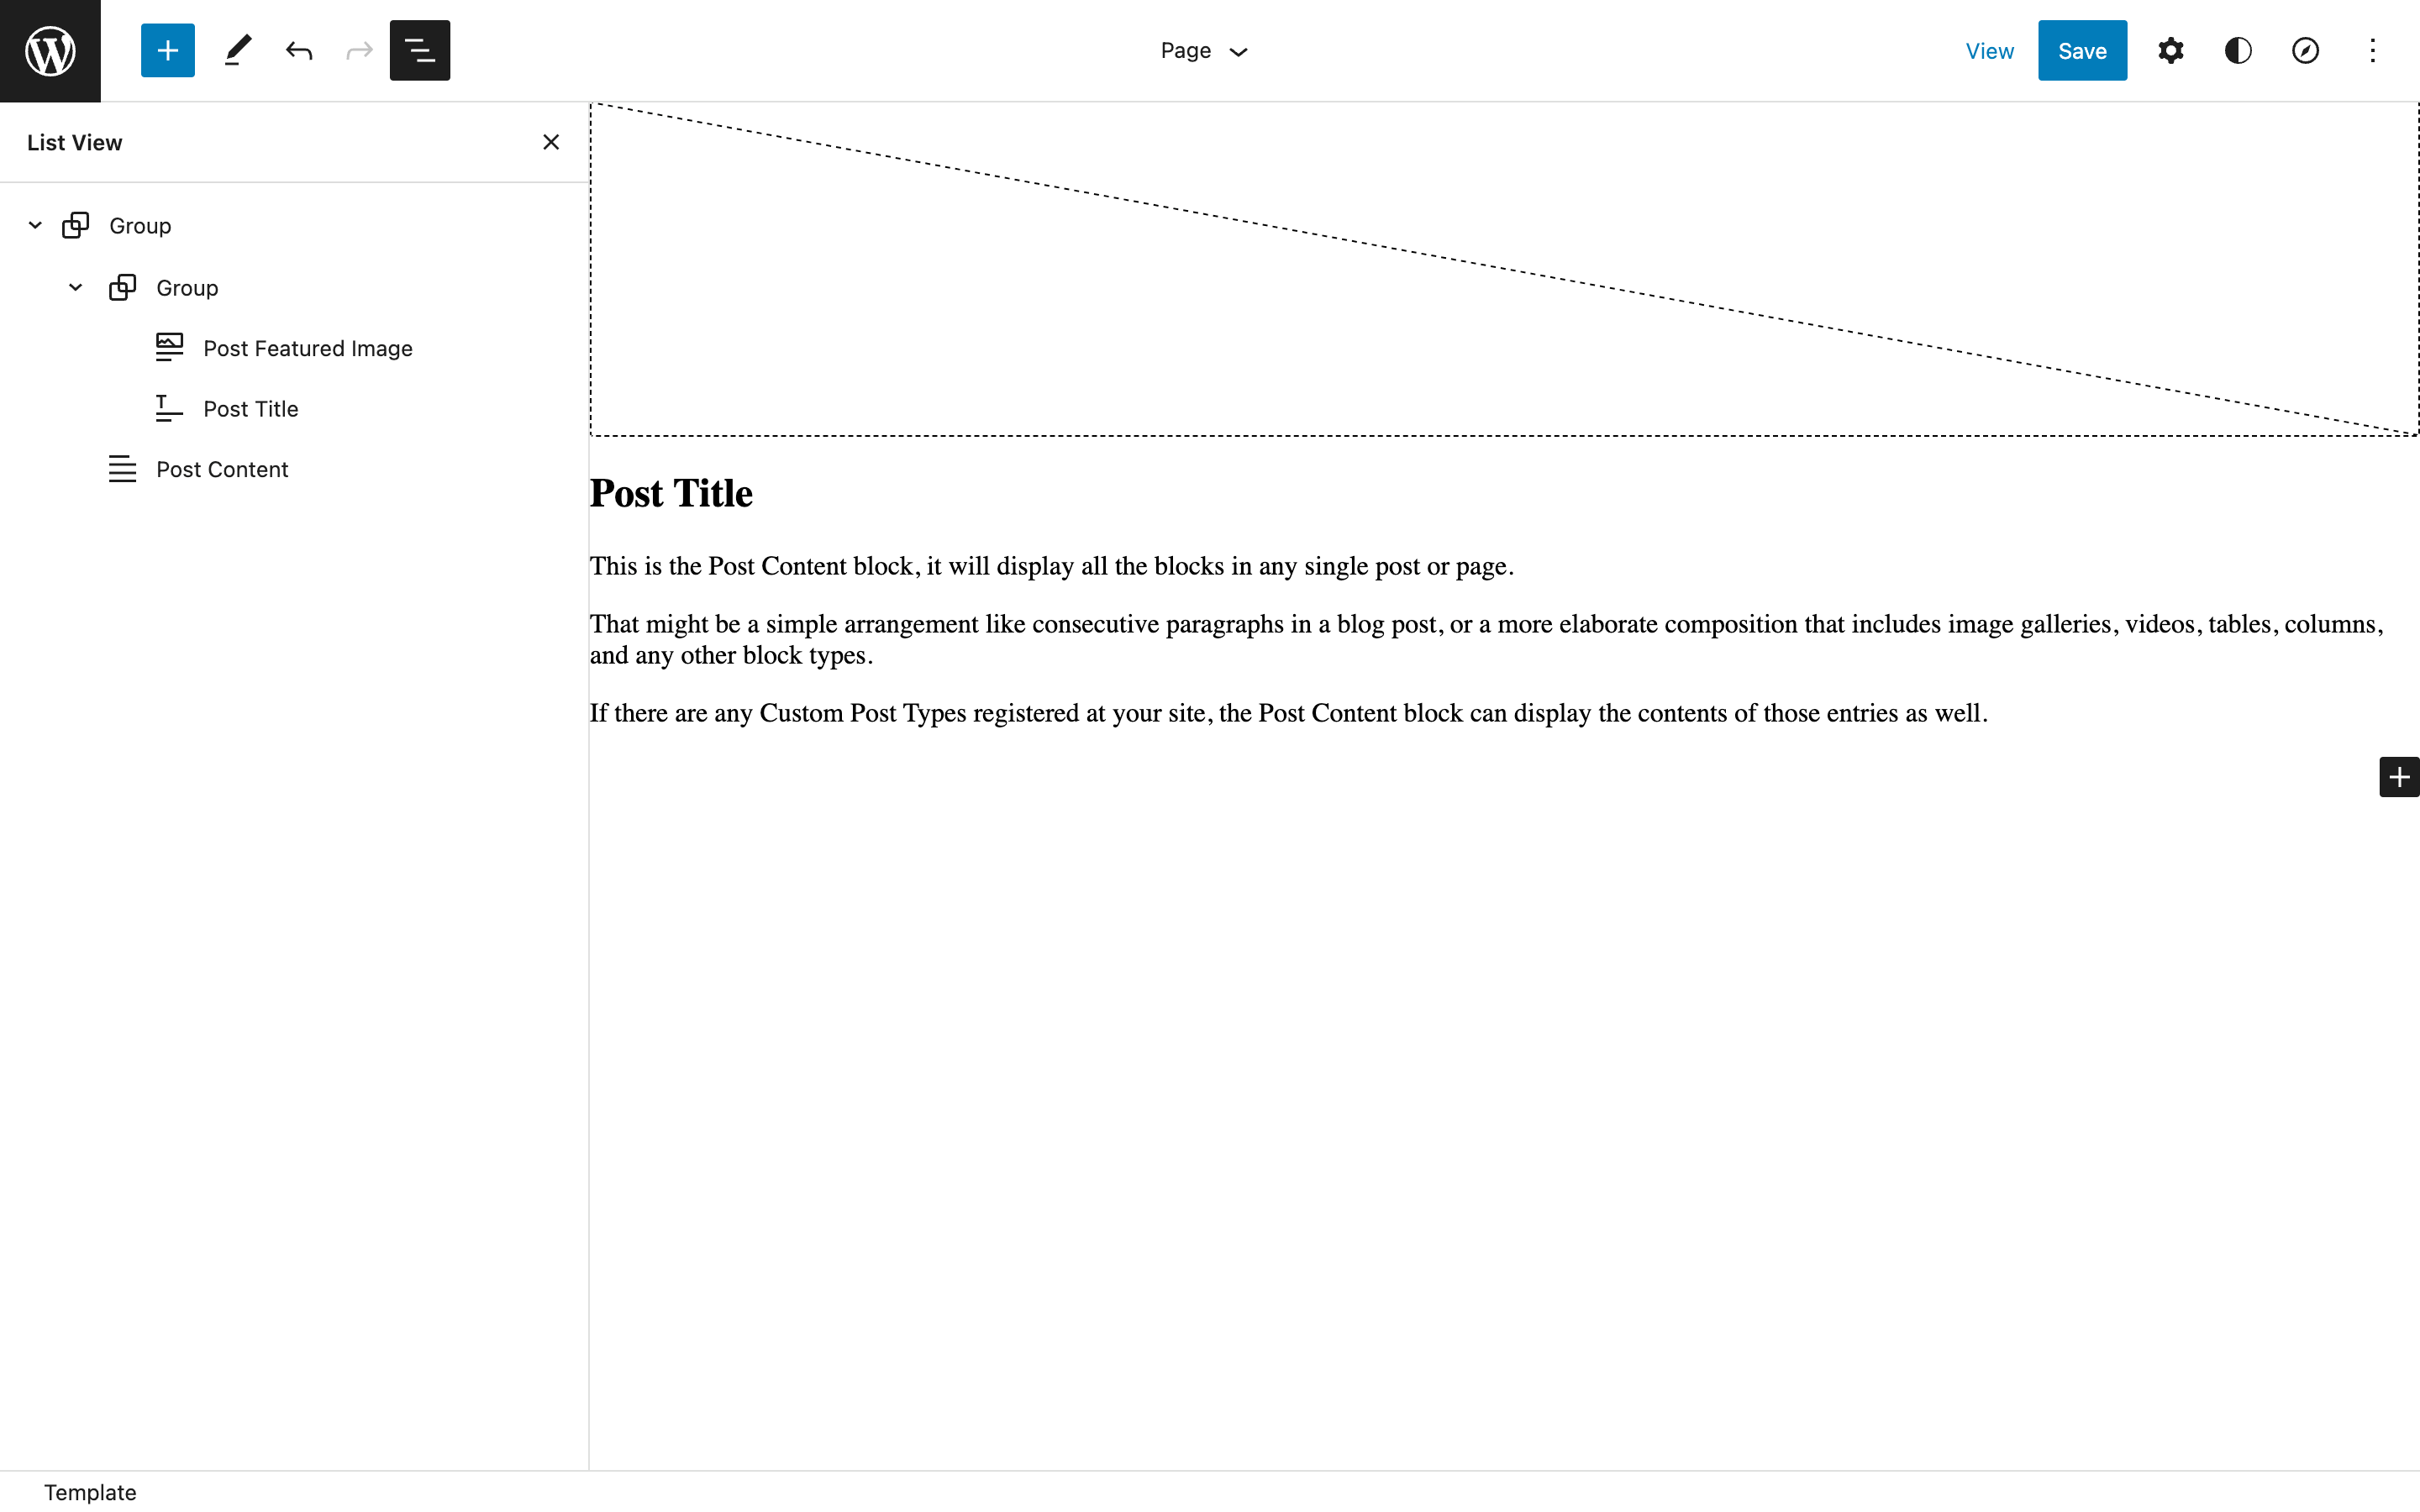 Page
View
Save
List View
Group
Group
Post Featured Image
Post Title
Post Content
Post Title
This is the Post Content block, it will display all the blocks in any single post or page.
That might be a simple arrangement like consecutive paragraphs in a blog post, or a more elaborate composition that includes image galleries, videos, tables, columns,
and any other block types.
If there are any Custom Post Types registered at your site, the Post Content block can display the contents of those entries as well.
Template